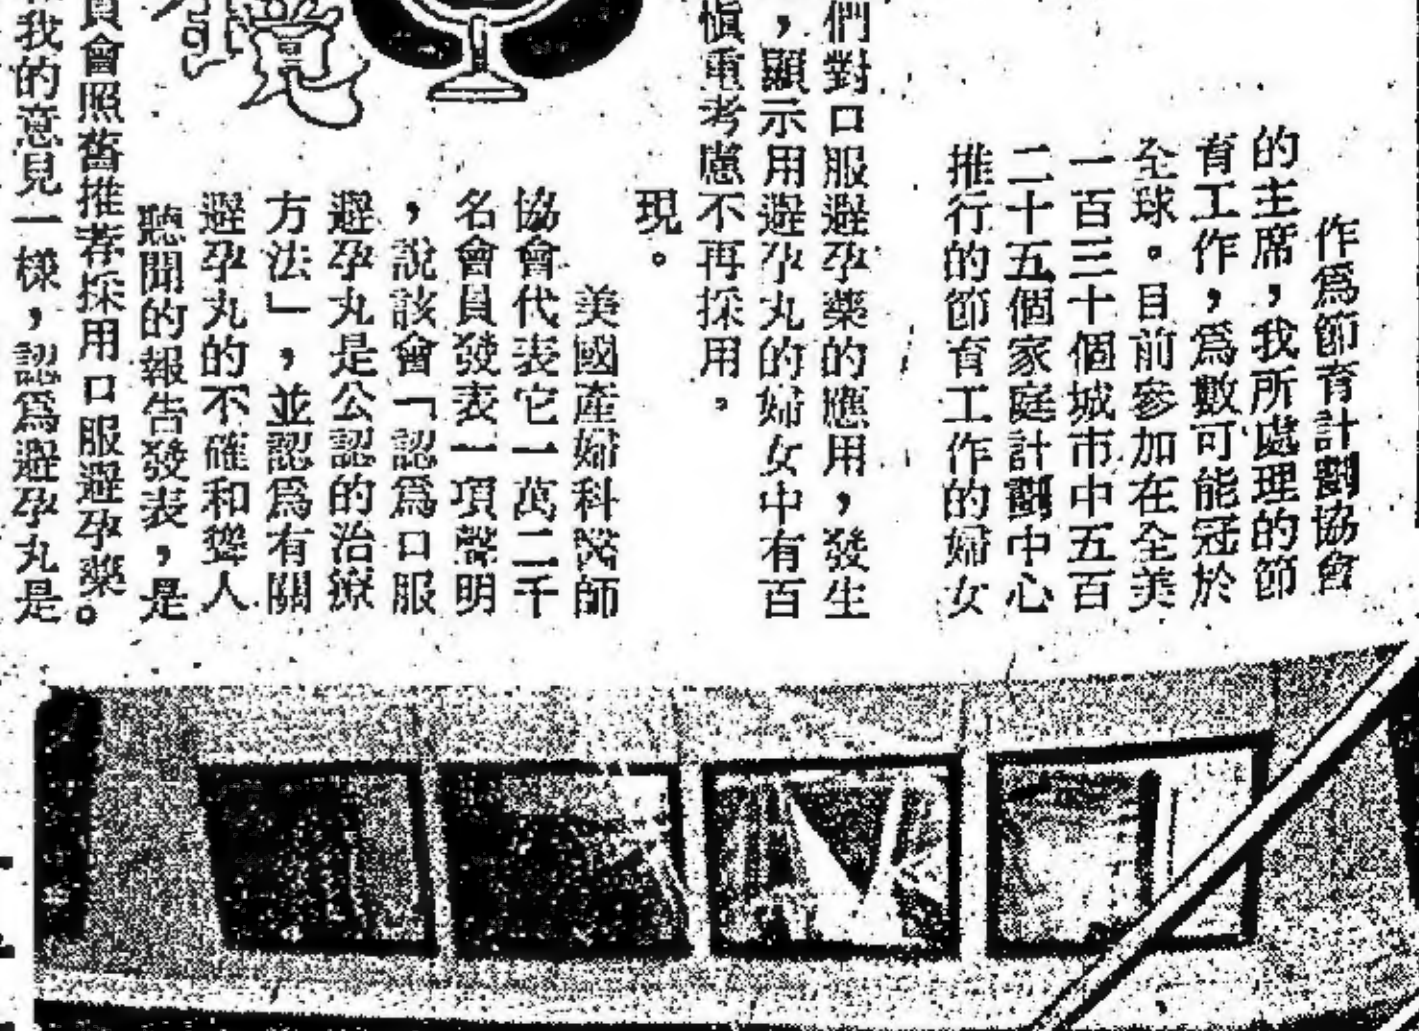 作爲節育計劃協會
的主席，我所處理的節
育工作，爲數可能冠於
全球。目前參加在全美
一百三十個城市中五百
二十五個家庭計劃中心
推行的節育工作的婦女
們對口服避孕藥的應用，發生
，顯示用避孕丸的婦女中有百
慎重考慮不再採用。
現。
美國產婦科醫師
協會代表它一萬二千
名會員發表一項聲明
，說該會「認爲口服
避孕丸是公認的治療
方法」，並認爲有關
避孕丸的不確和聳人
聽聞的報告發表，是
員會照舊推荐採用口服避孕藥。
我的意見一樣，認爲避孕丸是